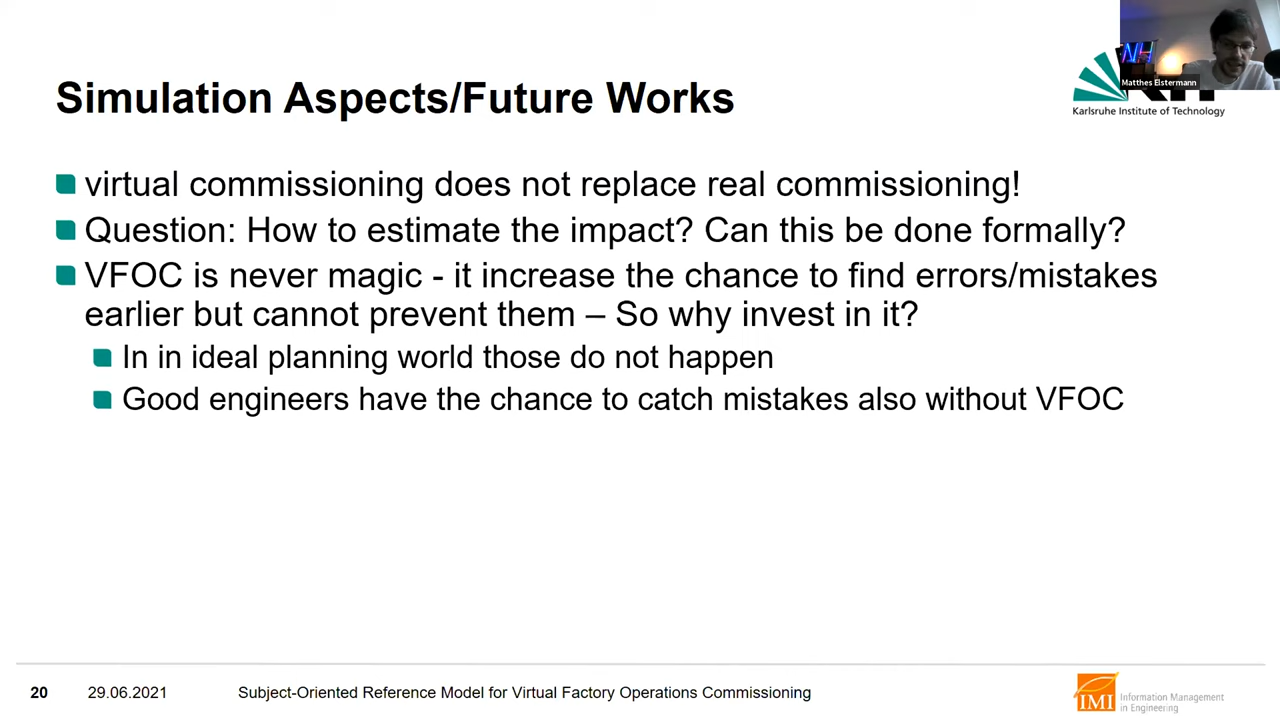 Simulation Aspects/Future Works
Matthes Elstermann
Karlsruhe Institute of Technology
virtual commissioning does not replace real commissioning!
Question: How to estimate the impact? Can this be done formally?
VFOC is never magic - it increase the chance to find errors/mistakes
earlier but cannot prevent them – So why invest in it?
In in ideal planning world those do not happen
Good engineers have the chance to catch mistakes also without VFOC
20
29.06.2021
Subject-Oriented Reference Model for Virtual Factory Operations Commissioning
IMI
Information Management
in Engineering